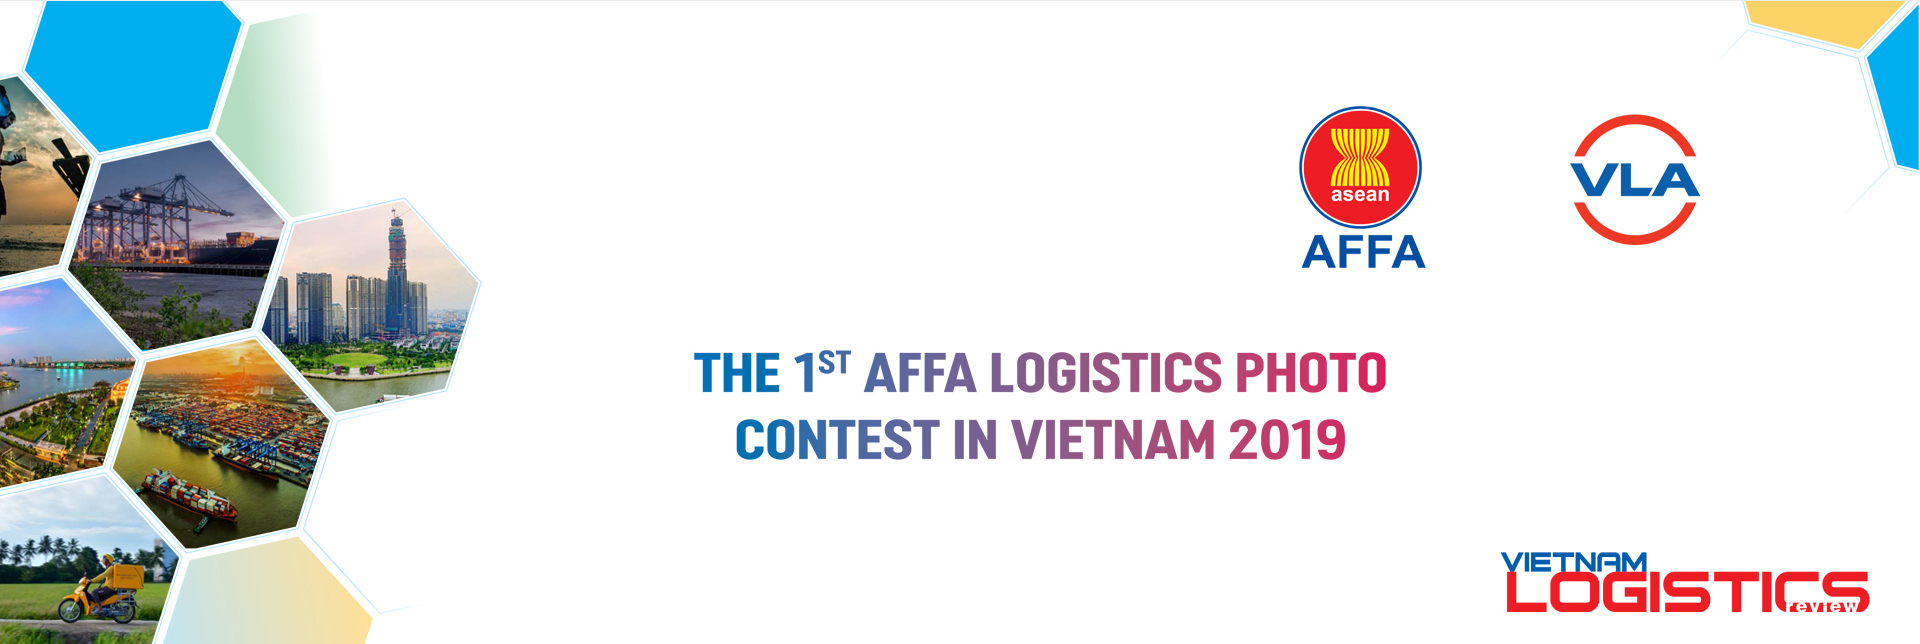 asean
AFFA
VLA
THE 1ST AFFA LOGISTICS PHOTO
CONTEST IN VIETNAM 2019
VIETNAM
LOGISTICS
review